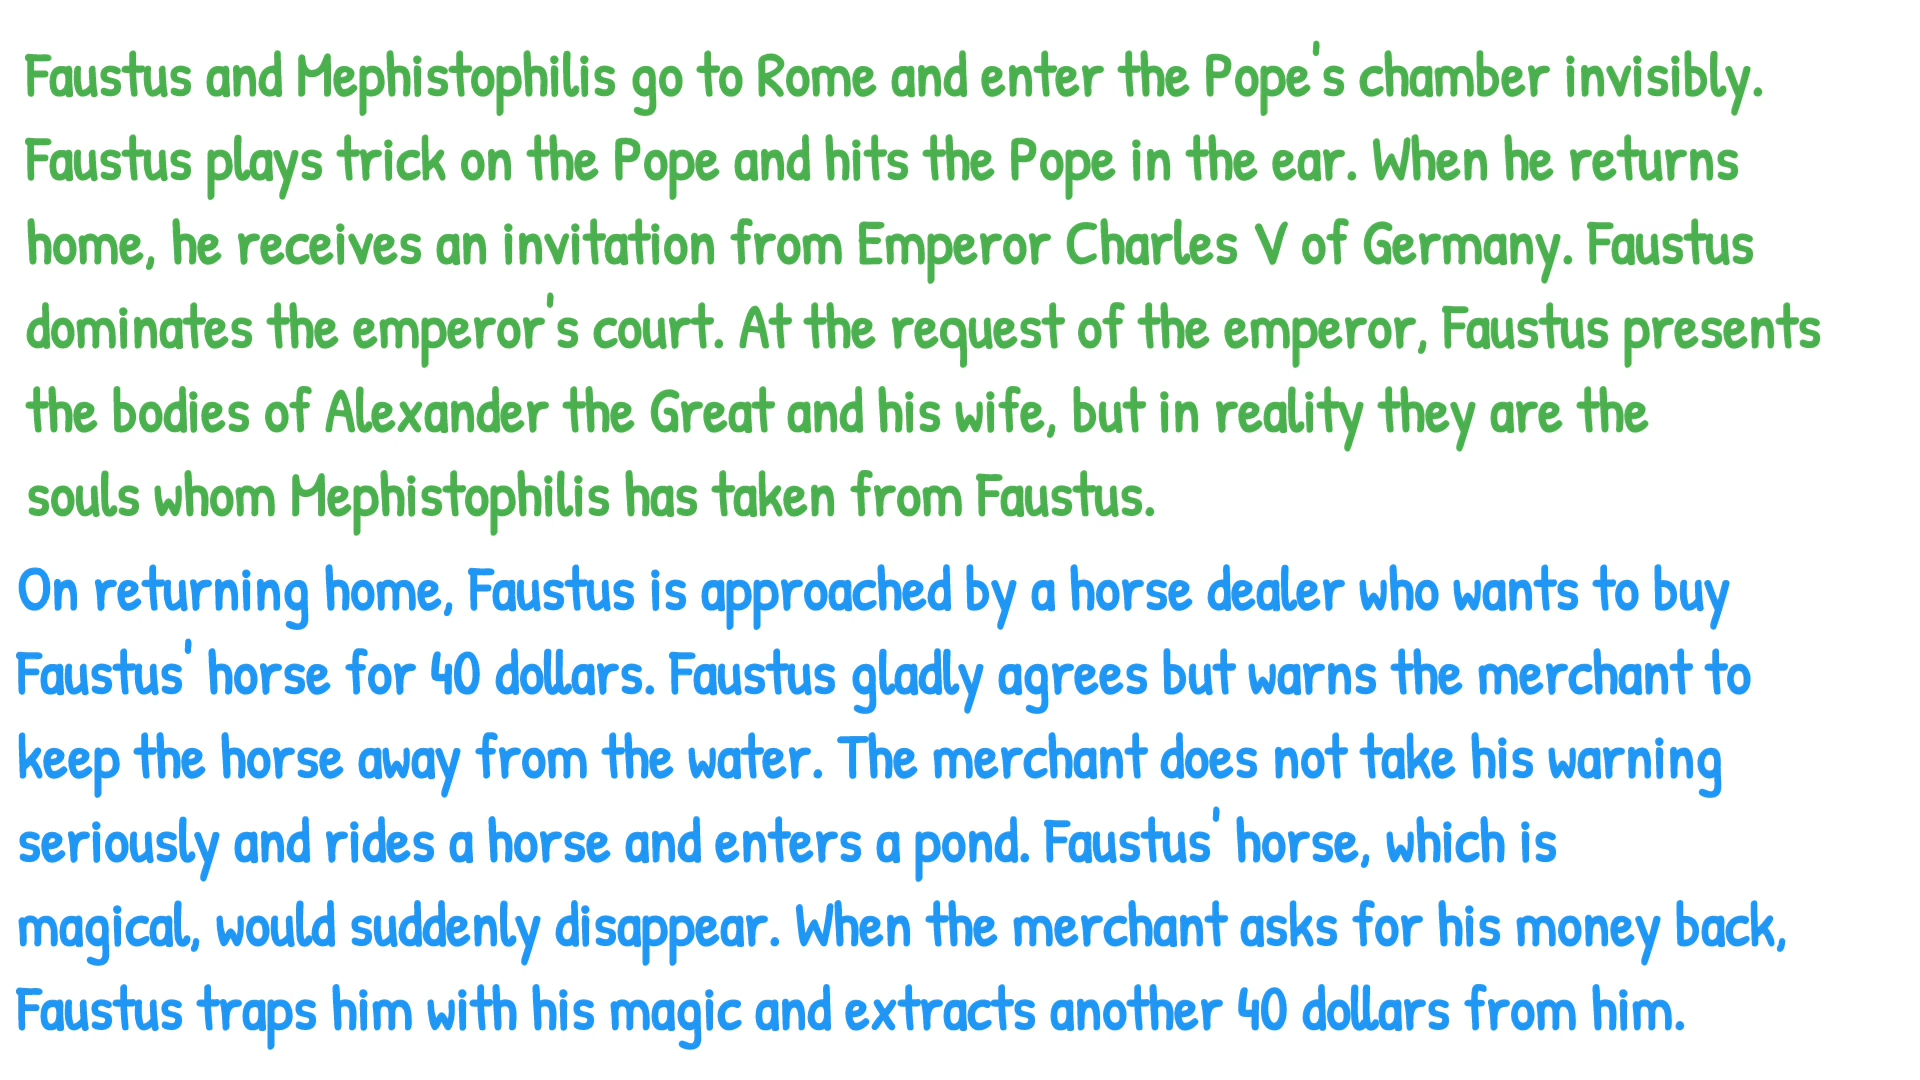 Faustus and Mephistophilis go to Rome and enter the Pope's chamber invisibly.
Faustus plays trick on the Pope and hits the Pope in the ear. When he returns
home, he receives an invitation from Emperor Charles V of Germany. Faustus
dominates the emperor's court. At the request of the emperor, Faustus presents
the bodies of Alexander the Great and his wife, but in reality they are the
souls whom Mephistophilis has taken from Faustus.
On returning home, Faustus is approached by a horse dealer who wants to buy
Faustus' horse for 40 dollars. Faustus gladly agrees but warns the merchant to
keep the horse away from the water. The merchant does not take his warning
seriously and rides a horse and enters a pond. Faustus' horse, which is
magical, would suddenly disappear. When the merchant asks for his money back,
Faustus traps him with his magic and extracts another 40 dollars from him.